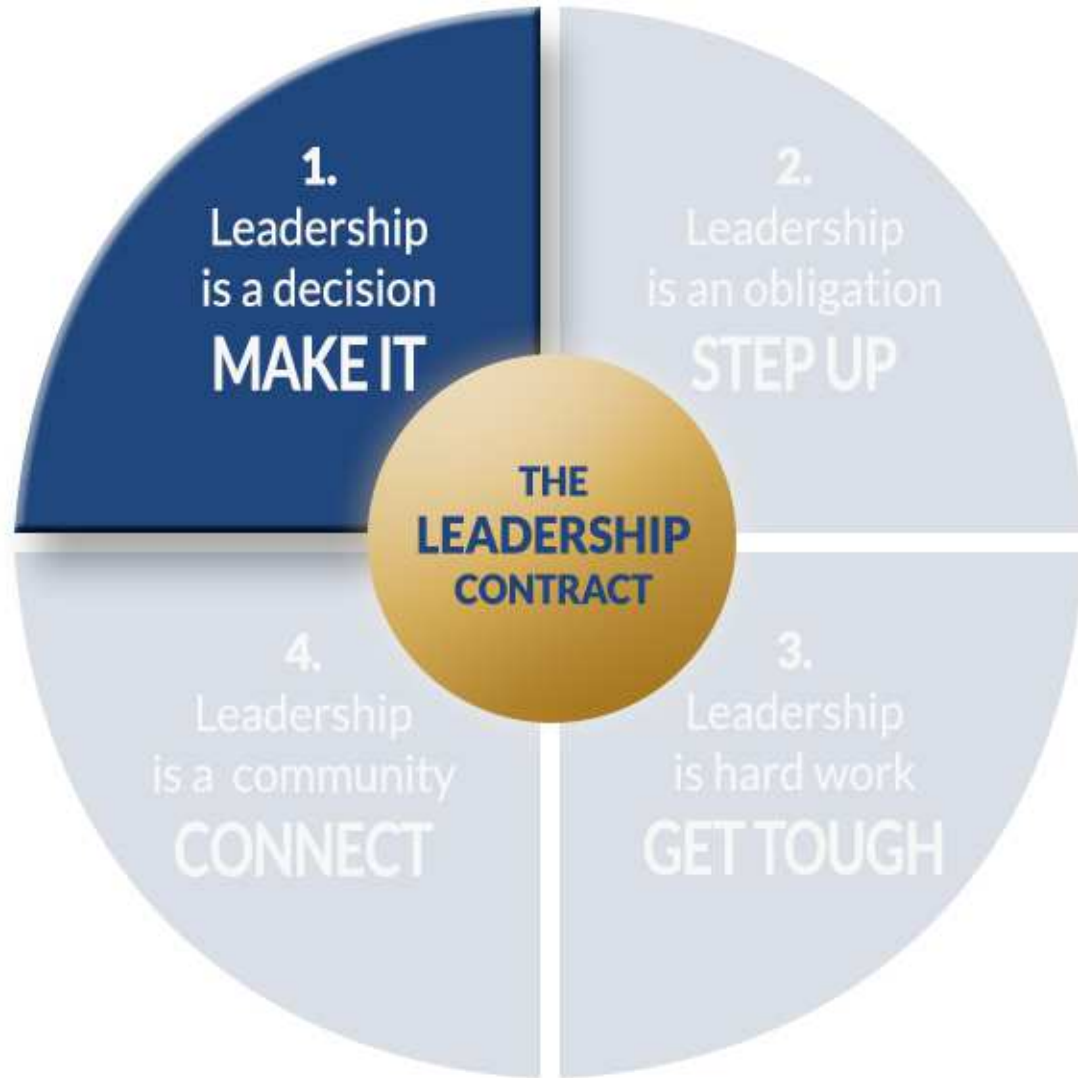 1.
Leadership
is a decision
MAKE IT
2.
Leadership
is an obligation
STEP UP
THE
LEADERSHIP
CONTRACT
4.
Leadership
is a community
CONNECT
3.
Leadership
is hard work
GET TOUGH